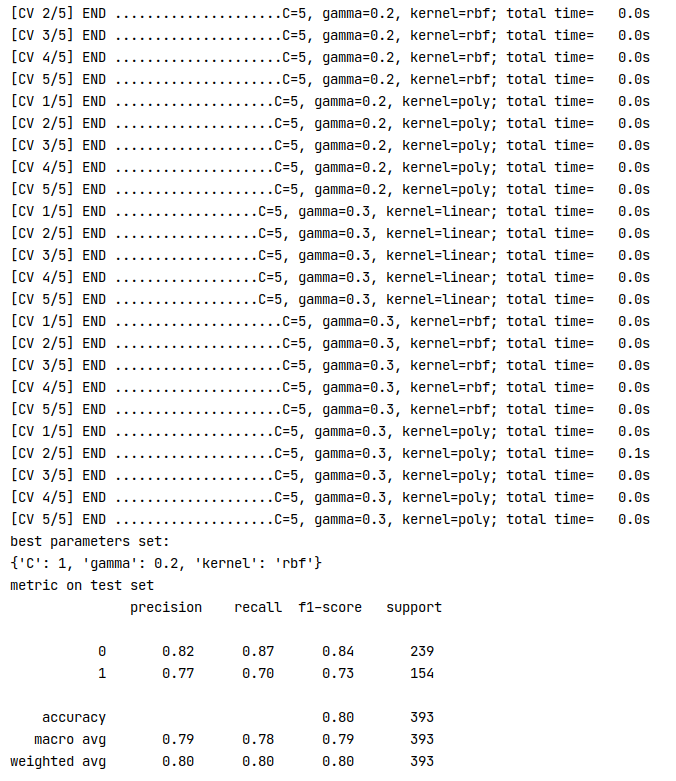 [CV 2/5] END .....................C=5, gamma=0.2, kernel=rbf; total time=   0.0s
[CV 3/5] END .....................C=5, gamma=0.2, kernel=rbf; total time=   0.0s
[CV 4/5] END .....................C=5, gamma=0.2, kernel=rbf; total time=   0.0s
[CV 5/5] END .....................C=5, gamma=0.2, kernel=rbf; total time=   0.0s
[CV 1/5] END ....................C=5, gamma=0.2, kernel=poly; total time=   0.0s
[CV 2/5] END ....................C=5, gamma=0.2, kernel=poly; total time=   0.0s
[CV 3/5] END ....................C=5, gamma=0.2, kernel=poly; total time=   0.0s
[CV 4/5] END ....................C=5, gamma=0.2, kernel=poly; total time=   0.0s
[CV 5/5] END ....................C=5, gamma=0.2, kernel=poly; total time=   0.0s
[CV 1/5] END ..................C=5, gamma=0.3, kernel=linear; total time=   0.0s
[CV 2/5] END ..................C=5, gamma=0.3, kernel=linear; total time=   0.0s
[CV 3/5] END ..................C=5, gamma=0.3, kernel=linear; total time=   0.0s
[CV 4/5] END ..................C=5, gamma=0.3, kernel=linear; total time=   0.0s
[CV 5/5] END ..................C=5, gamma=0.3, kernel=linear; total time=   0.0s
[CV 1/5] END .....................C=5, gamma=0.3, kernel=rbf; total time=   0.0s
[CV 2/5] END .....................C=5, gamma=0.3, kernel=rbf; total time=   0.0s
[CV 3/5] END .....................C=5, gamma=0.3, kernel=rbf; total time=   0.0s
[CV 4/5] END .....................C=5, gamma=0.3, kernel=rbf; total time=   0.0s
[CV 5/5] END .....................C=5, gamma=0.3, kernel=rbf; total time=   0.0s
[CV 1/5] END ....................C=5, gamma=0.3, kernel=poly; total time=   0.0s
[CV 2/5] END ....................C=5, gamma=0.3, kernel=poly; total time=   0.1s
[CV 3/5] END ....................C=5, gamma=0.3, kernel=poly; total time=   0.0s
[CV 4/5] END ....................C=5, gamma=0.3, kernel=poly; total time=   0.0s
[CV 5/5] END ....................C=5, gamma=0.3, kernel=poly; total time=   0.0s
best parameters set:
{'C': 1, 'gamma': 0.2, 'kernel': 'rbf'}
metric on test set
               precision    recall  f1-score   support
           0       0.82      0.87      0.84       239
           1       0.77      0.70      0.73       154
    accuracy                           0.80       393
   macro avg       0.79      0.78      0.79       393
weighted avg       0.80      0.80      0.80       393